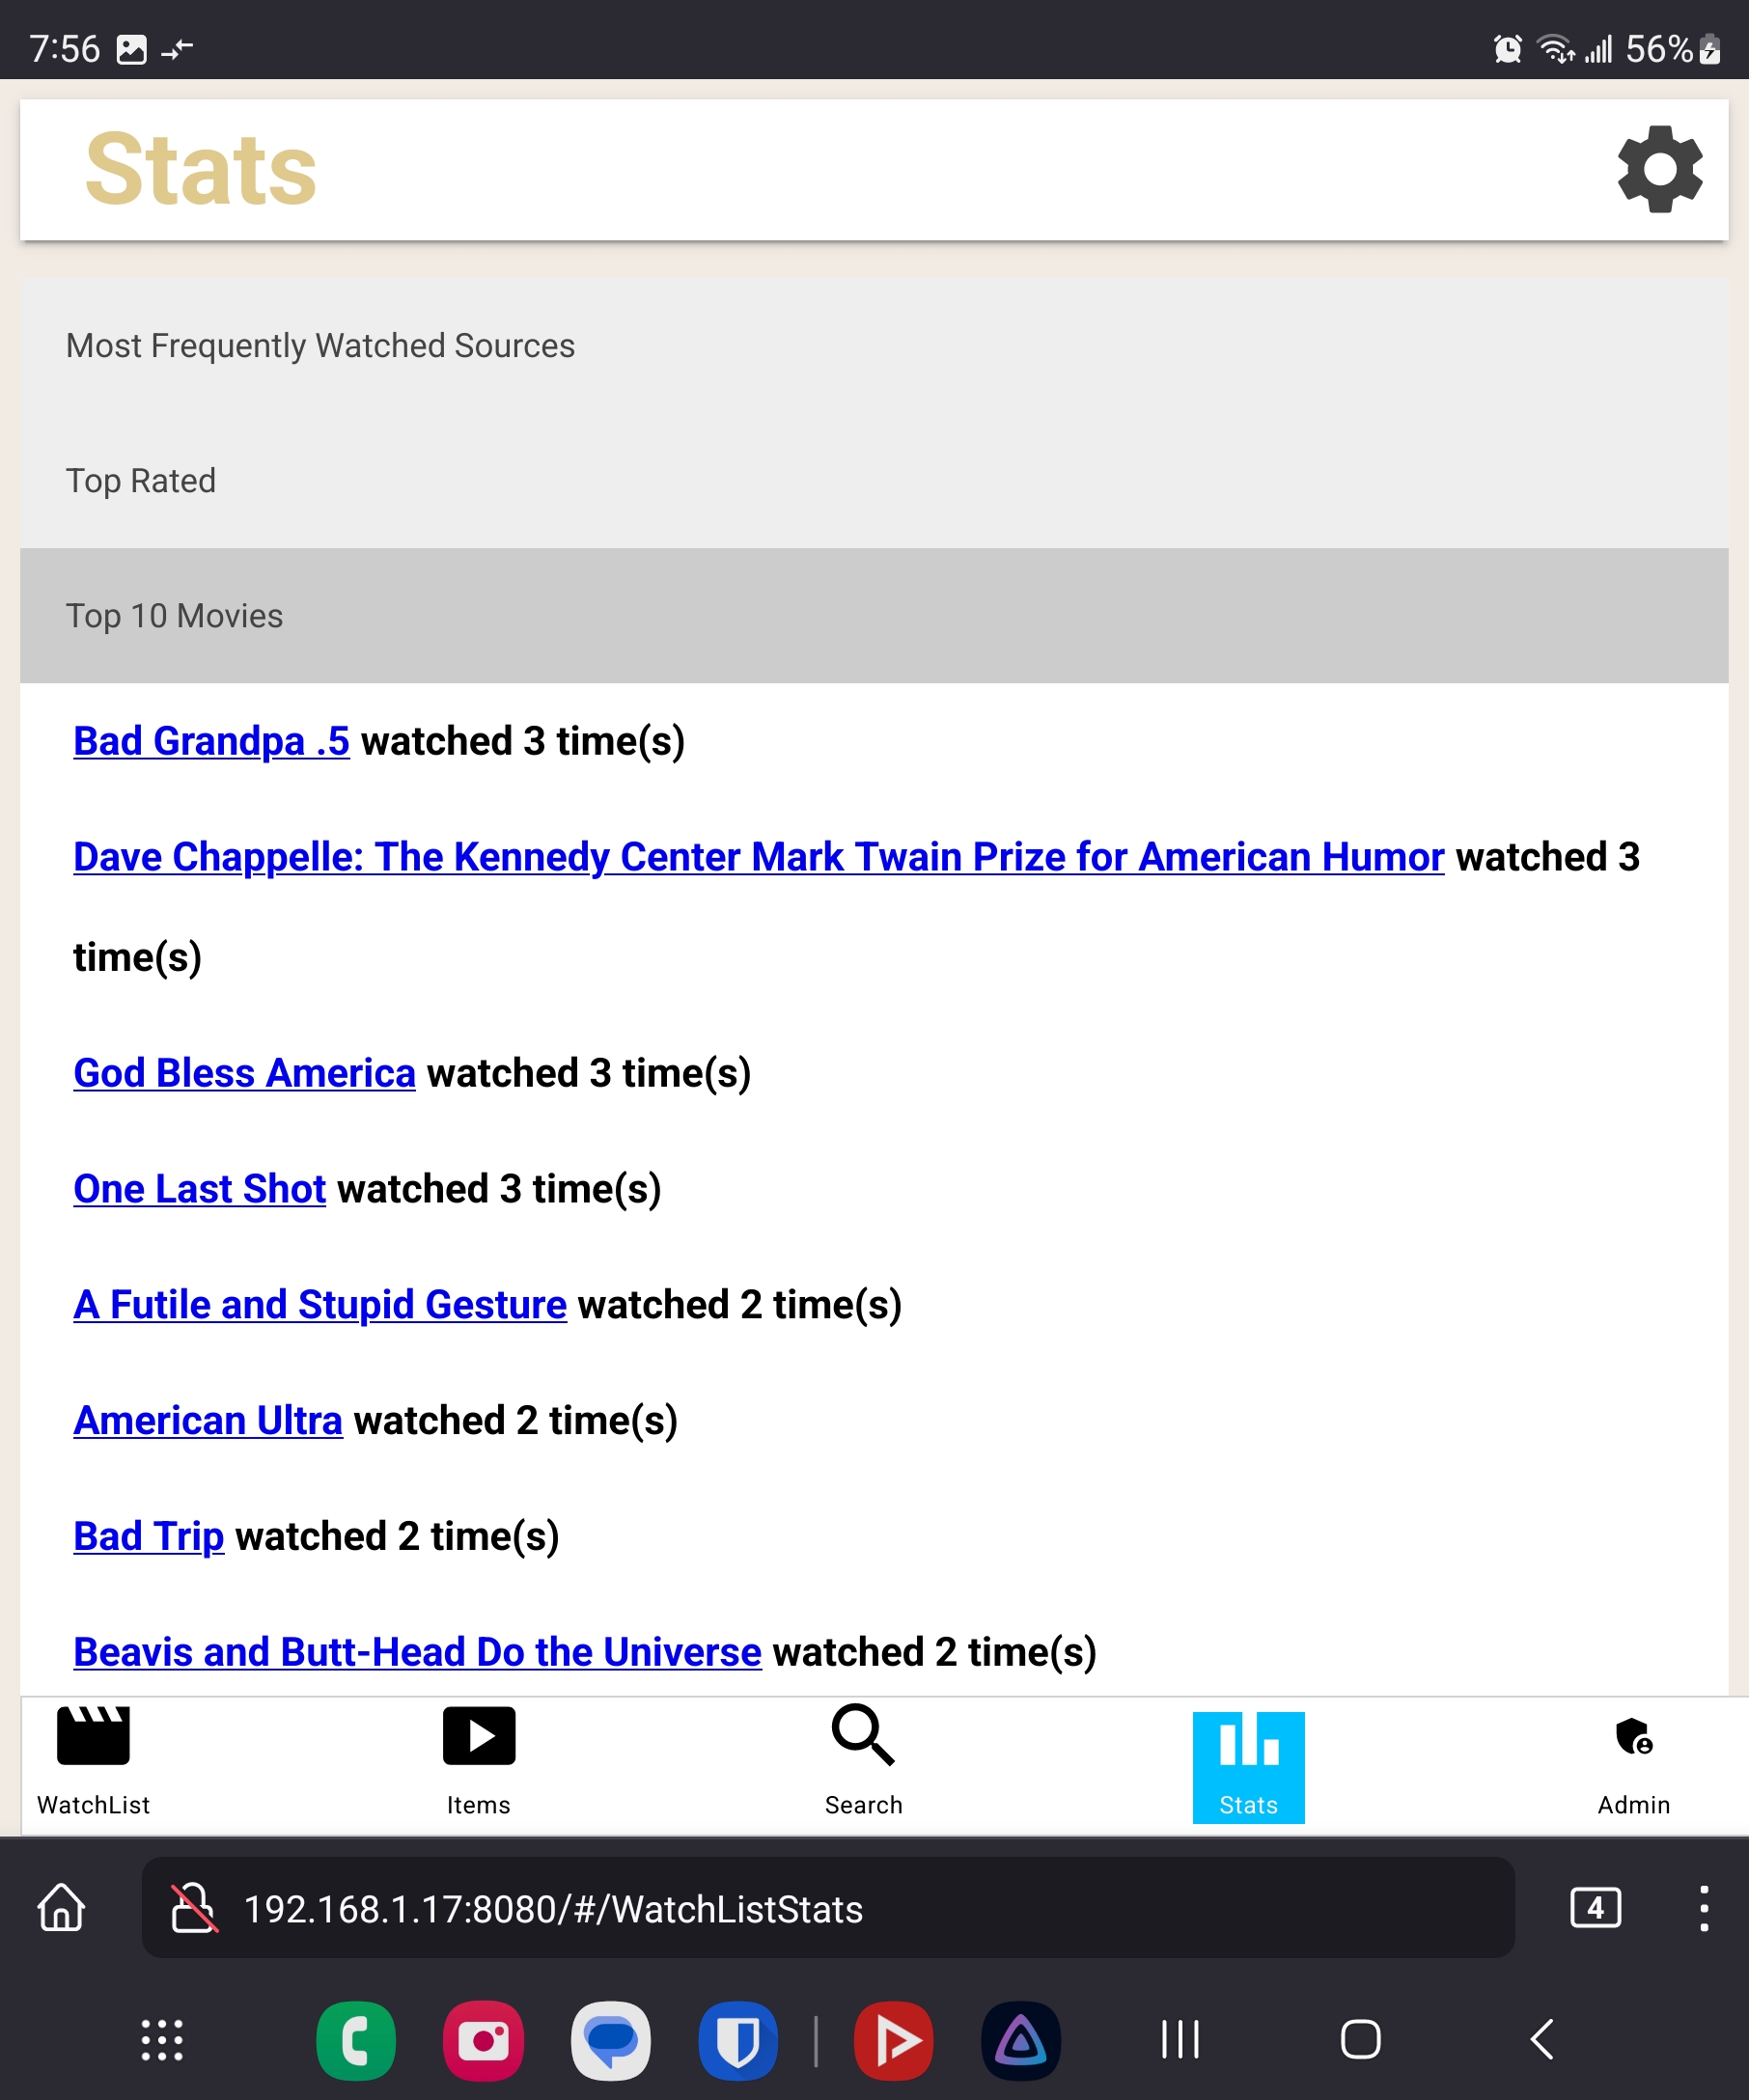 7:56 56%
Stats
Most Frequently Watched Sources
Top Rated
Top 10 Movies
Bad Grandpa .5 watched 3 time(s)
Dave Chappelle: The Kennedy Center Mark Twain Prize for American Humor watched 3
time(s)
God Bless America watched 3 time(s)
One Last Shot watched 3 time(s)
A Futile and Stupid Gesture watched 2 time(s)
American Ultra watched 2 time(s)
Bad Trip watched 2 time(s)
Beavis and Butt-Head Do the Universe watched 2 time(s)
WatchList Items Search Stats Admin
192.168.1.17:8080/#/WatchListStats 4